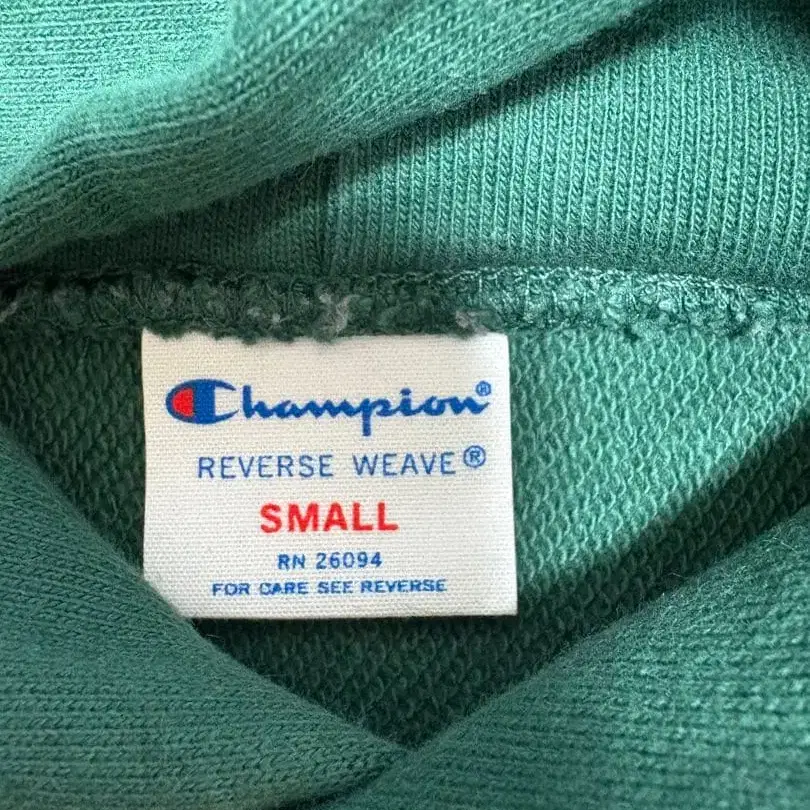 Champion®
REVERSE WEAVE®
SMALL
RN 26094
FOR CARE SEE REVERSE